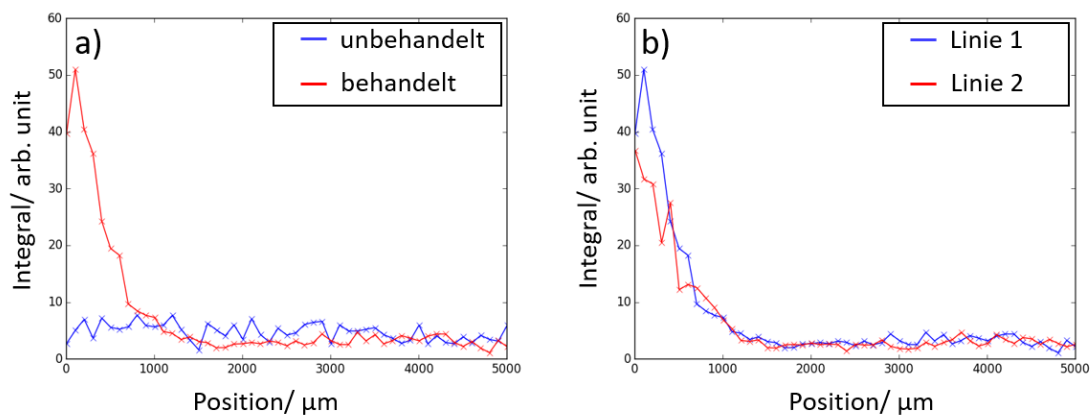 a)
unbehandelt
behandelt
Integral/ arb. unit
60
50
40
30
20
10
0
0 1000 2000 3000 4000 5000
Position/ µm
b)
Linie 1
Linie 2
Integral/ arb. unit
60
50
40
30
20
10
0
0 1000 2000 3000 4000 5000
Position/ µm